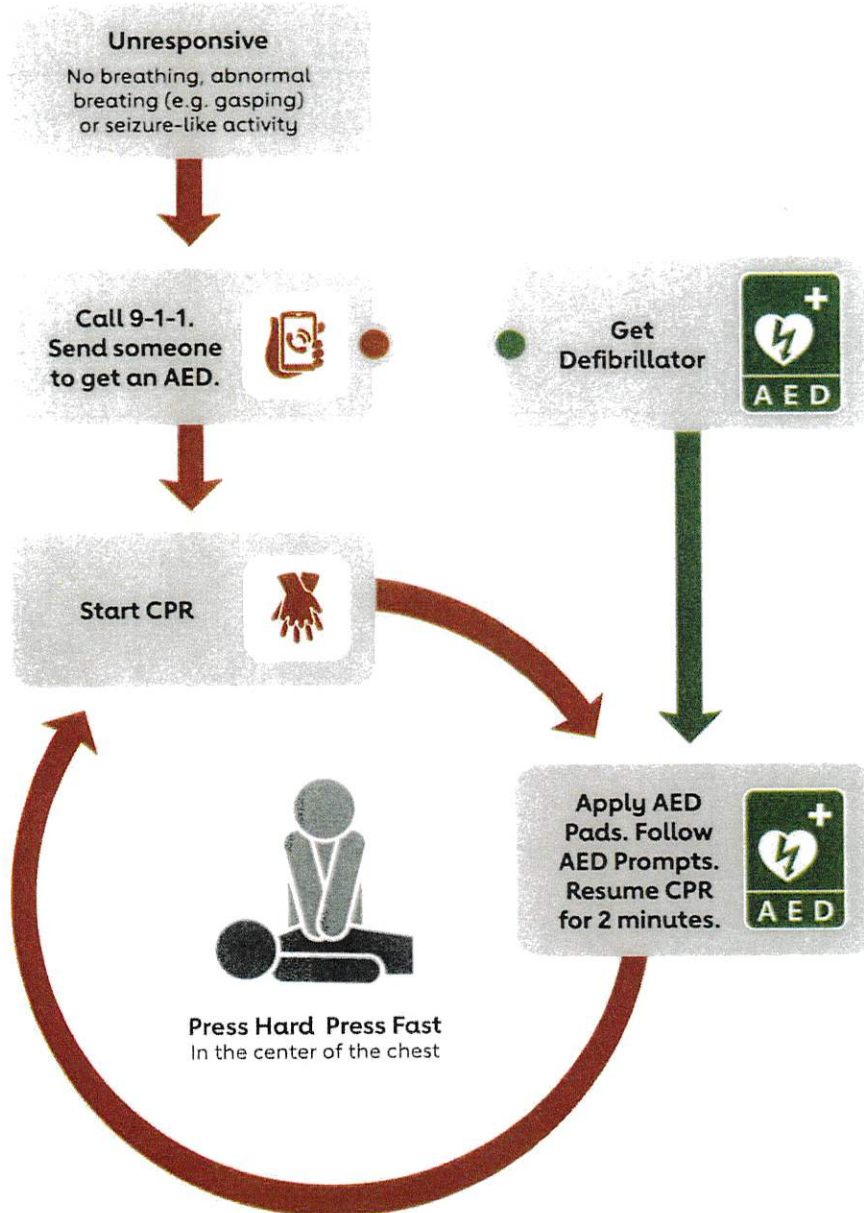 Unresponsive
No breathing, abnormal
breating (e.g. gasping)
or seizure-like activity
Call 9-1-1.
Send someone
to get an AED.
Get
Defibrillator
AED
Start CPR
Apply AED
Pads. Follow
AED Prompts.
Resume CPR
for 2 minutes.
AED
Press Hard Press Fast
In the center of the chest